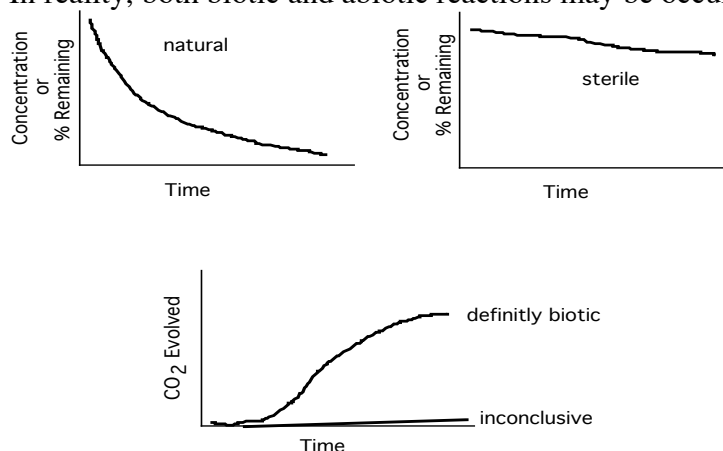 In reality, both biotic and abiotic reactions may be occur
natural
Concentration
or
% Remaining
Time
sterile
Concentration
or
% Remaining
Time
CO2 Evolved
definitly biotic
inconclusive
Time